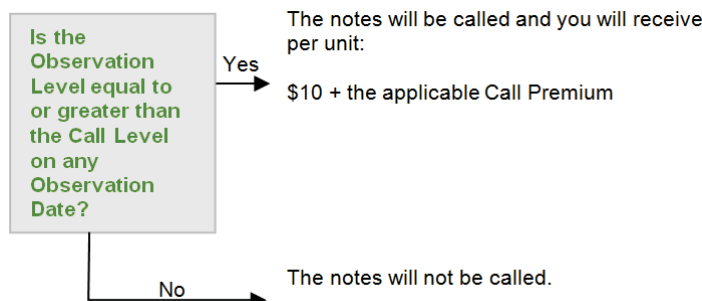 Is the
Observation
Level equal to
or greater than
the Call Level
on any
Observation
Date?
Yes
The notes will be called and you will receive
per unit:
$10 + the applicable Call Premium
No
The notes will not be called.